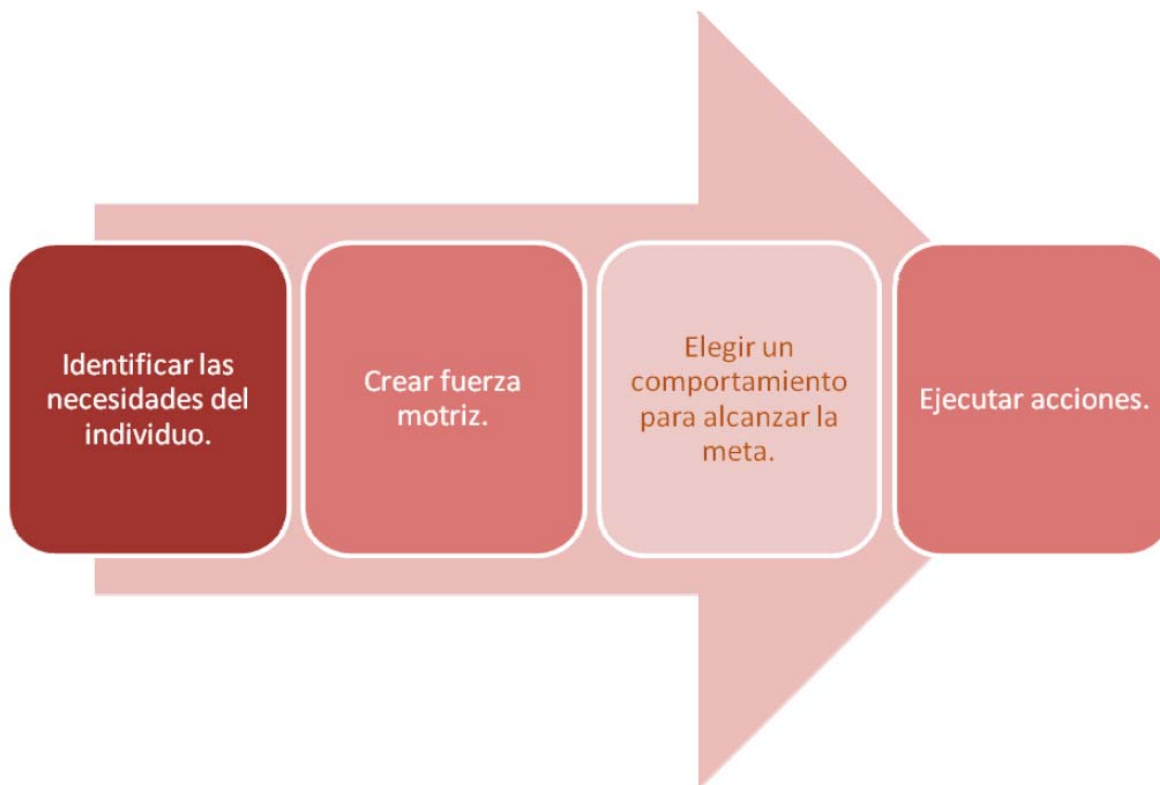 Identificar las
necesidades del
individuo.
Crear fuerza
motriz.
Elegir un
comportamiento
para alcanzar la
meta.
Ejecutar acciones.